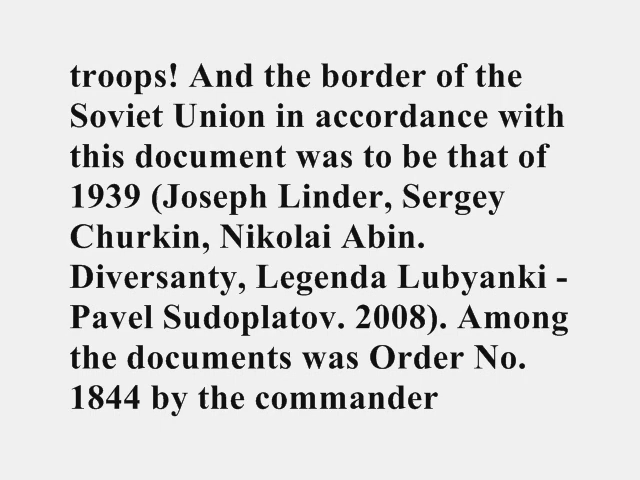 troops! And the border of the
Soviet Union in accordance with
this document was to be that of
1939 (Joseph Linder, Sergey
Churkin, Nikolai Abin.
Diversanty, Legenda Lubyanki -
Pavel Sudoplatov. 2008). Among
the documents was Order No.
1844 by the commander